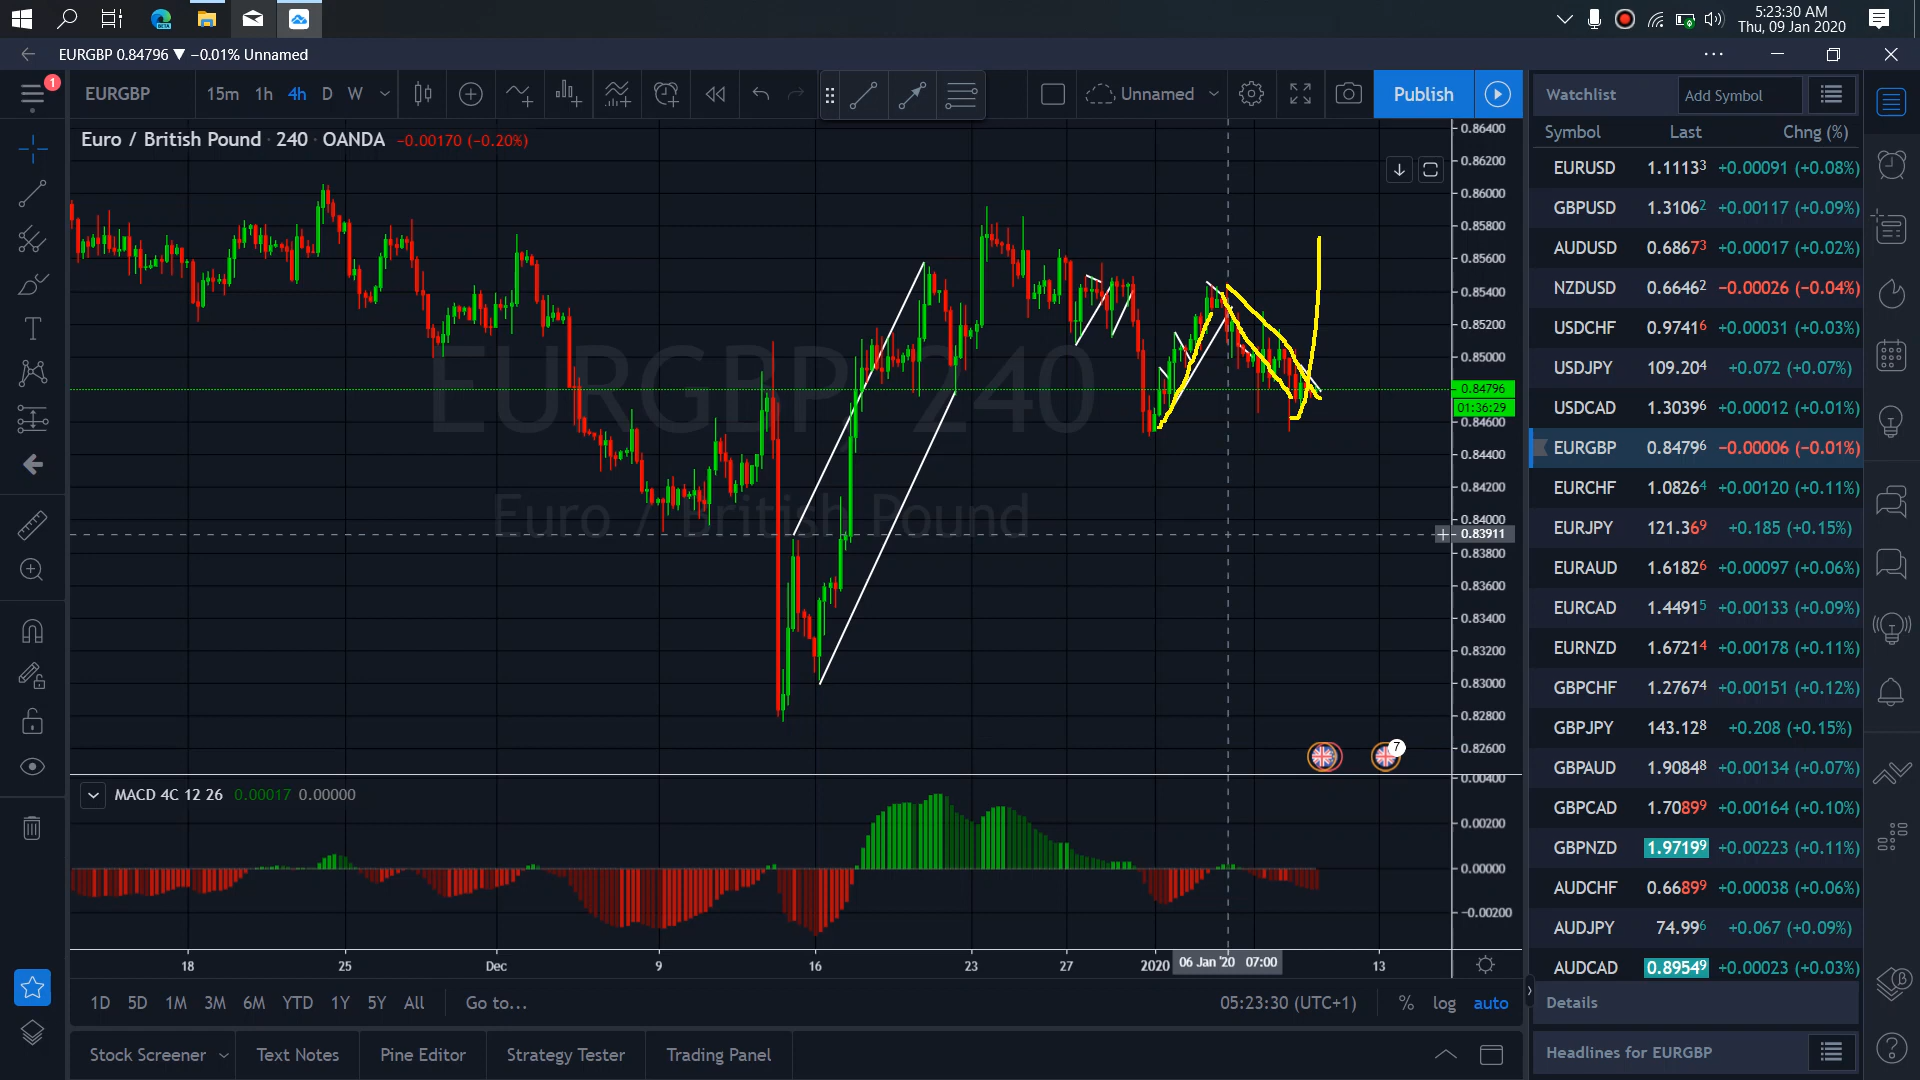 5:23:30 AM
Thu, 09 Jan 2020
EURGBP 0.84796 ▼ −0.01% Unnamed
1
EURGBP 15m 1h 4h D W Unnamed Publish
Euro / British Pound · 240 · OANDA −0.00170 (−0.20%)
EURGBP 240
Euro / British Pound
0.86400
0.86200
0.86000
0.85800
0.85600
0.85400
0.85200
0.85000
0.84796
01:36:29
0.84600
0.84400
0.84200
0.84000
0.83911
0.83800
0.83600
0.83400
0.83200
0.83000
0.82800
0.82600
7
MACD 4C 12 26 0.00017 0.00000
0.00400
0.00200
0.00000
−0.00200
18 25 Dec 9 16 23 27 2020 06 Jan '20 07:00 13
1D 5D 1M 3M 6M YTD 1Y 5Y All Go to... 05:23:30 (UTC+1) % log auto
Stock Screener Text Notes Pine Editor Strategy Tester Trading Panel
Watchlist Add Symbol
Symbol Last Chng (%)
EURUSD 1.11133 +0.00091 (+0.08%)
GBPUSD 1.31062 +0.00117 (+0.09%)
AUDUSD 0.68673 +0.00017 (+0.02%)
NZDUSD 0.66462 −0.00026 (−0.04%)
USDCHF 0.97416 +0.00031 (+0.03%)
USDJPY 109.204 +0.072 (+0.07%)
USDCAD 1.30396 +0.00012 (+0.01%)
EURGBP 0.84796 −0.00006 (−0.01%)
EURCHF 1.08264 +0.00120 (+0.11%)
EURJPY 121.369 +0.185 (+0.15%)
EURAUD 1.61826 +0.00097 (+0.06%)
EURCAD 1.44915 +0.00133 (+0.09%)
EURNZD 1.67214 +0.00178 (+0.11%)
GBPCHF 1.27674 +0.00151 (+0.12%)
GBPJPY 143.128 +0.208 (+0.15%)
GBPAUD 1.90848 +0.00134 (+0.07%)
GBPCAD 1.70899 +0.00164 (+0.10%)
GBPNZD 1.97199 +0.00223 (+0.11%)
AUDCHF 0.66899 +0.00038 (+0.06%)
AUDJPY 74.996 +0.067 (+0.09%)
AUDCAD 0.89549 +0.00023 (+0.03%)
Details
Headlines for EURGBP